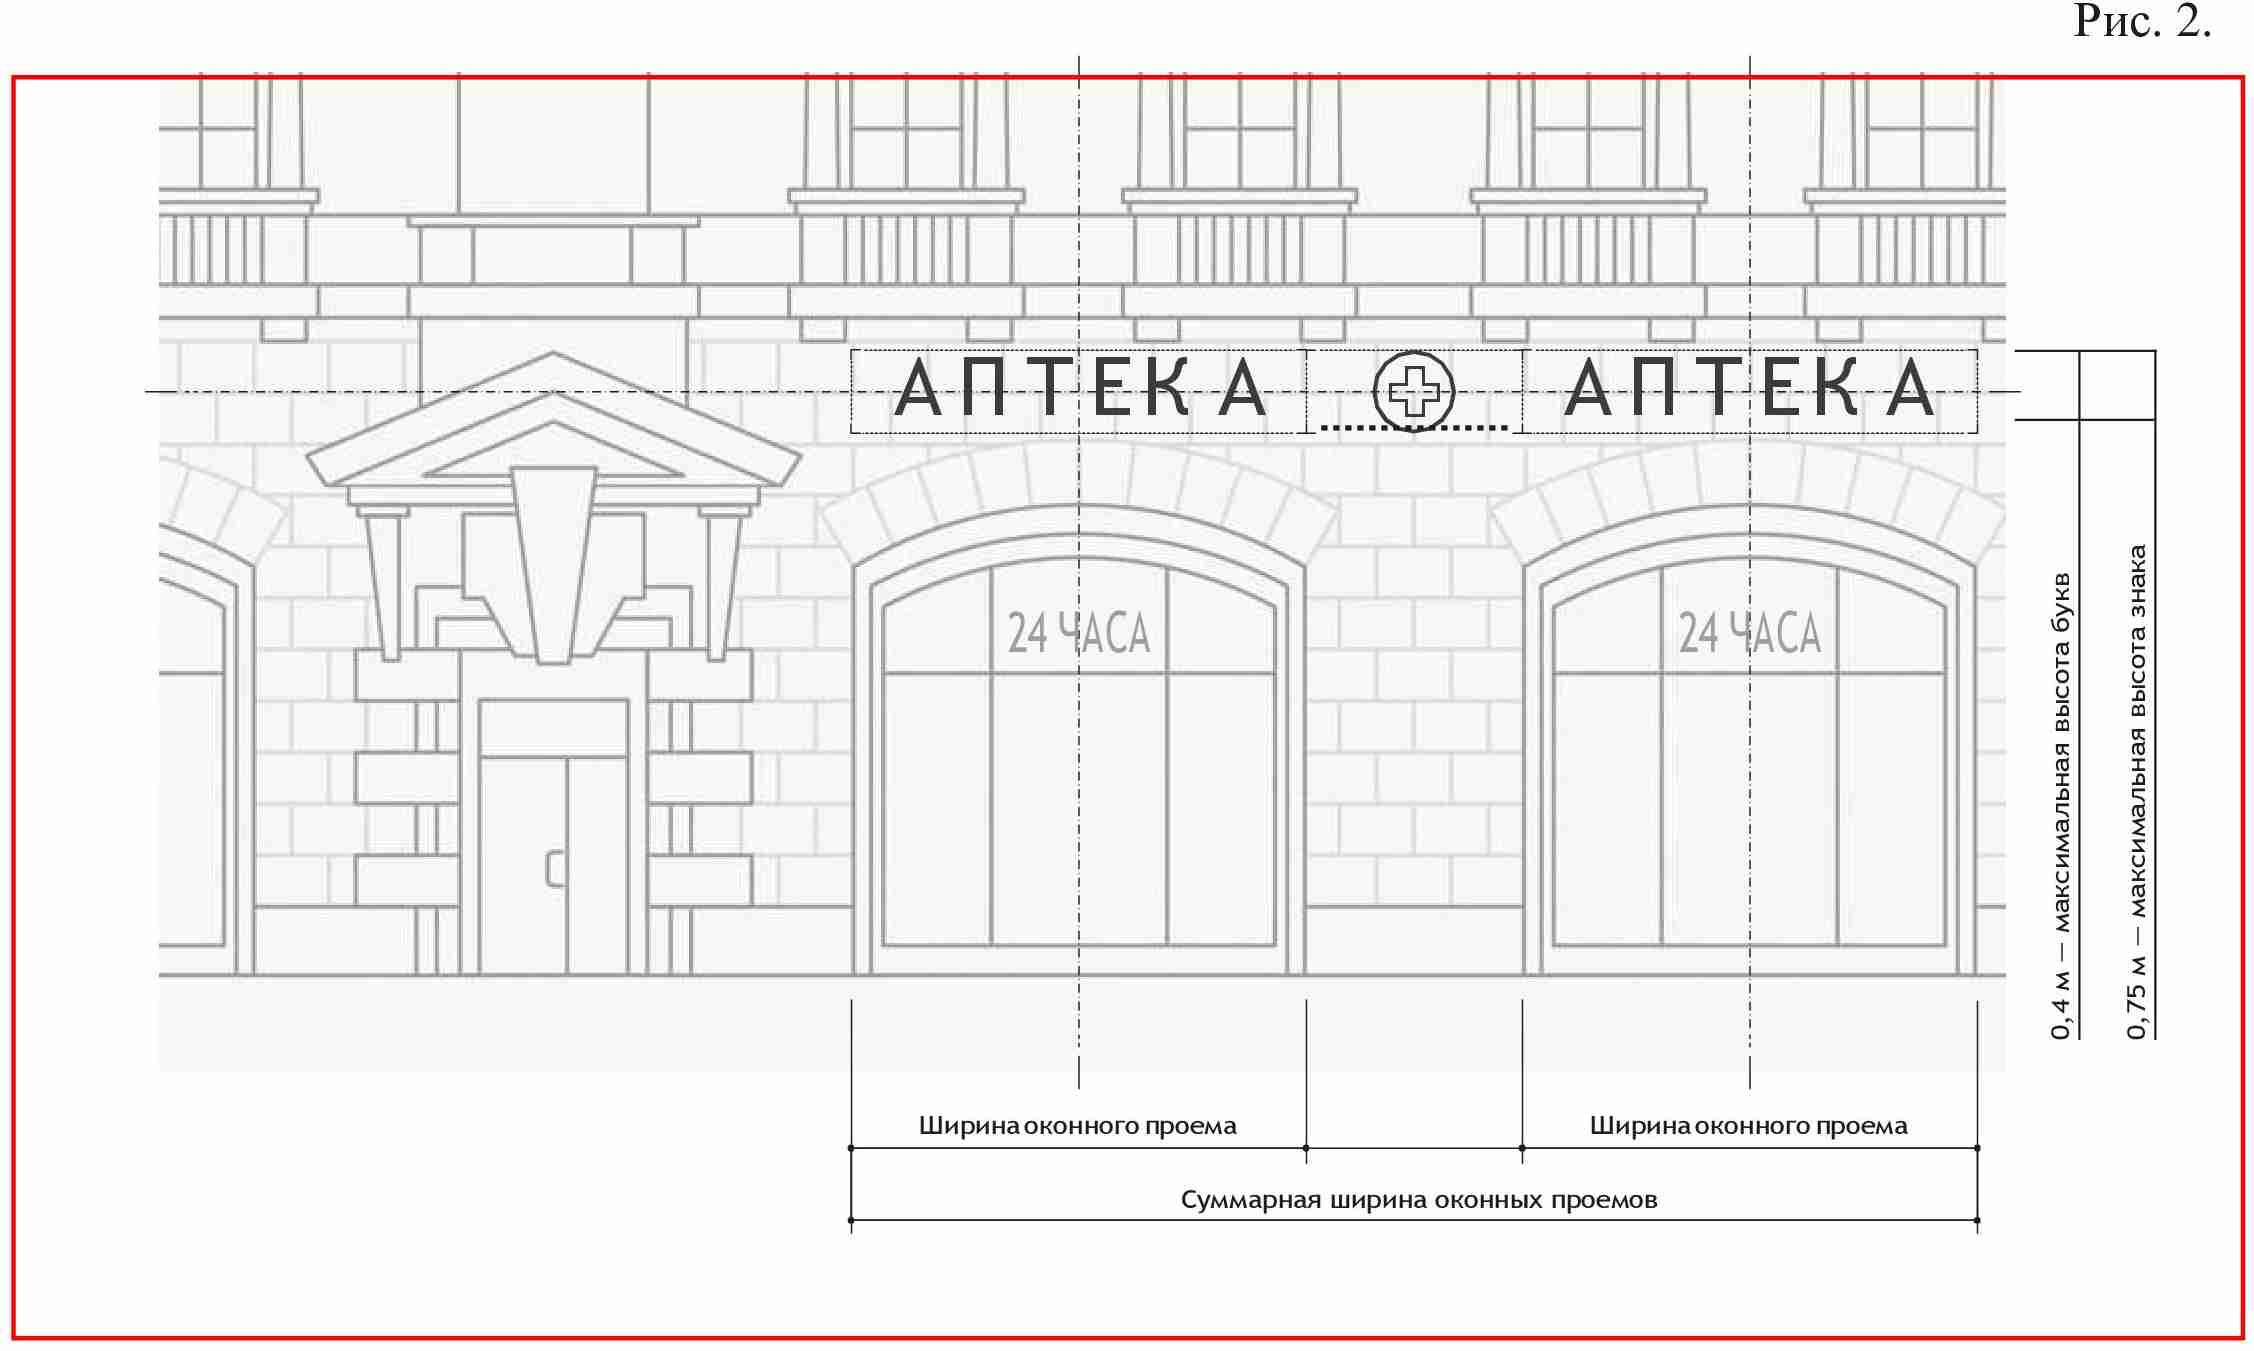 Рис. 2.
АПТЕКА АПТЕКА
24 ЧАСА 24 ЧАСА
0,4 м — максимальная высота букв
0,75 м — максимальная высота знака
Ширина оконного проема Ширина оконного проема
Суммарная ширина оконных проемов